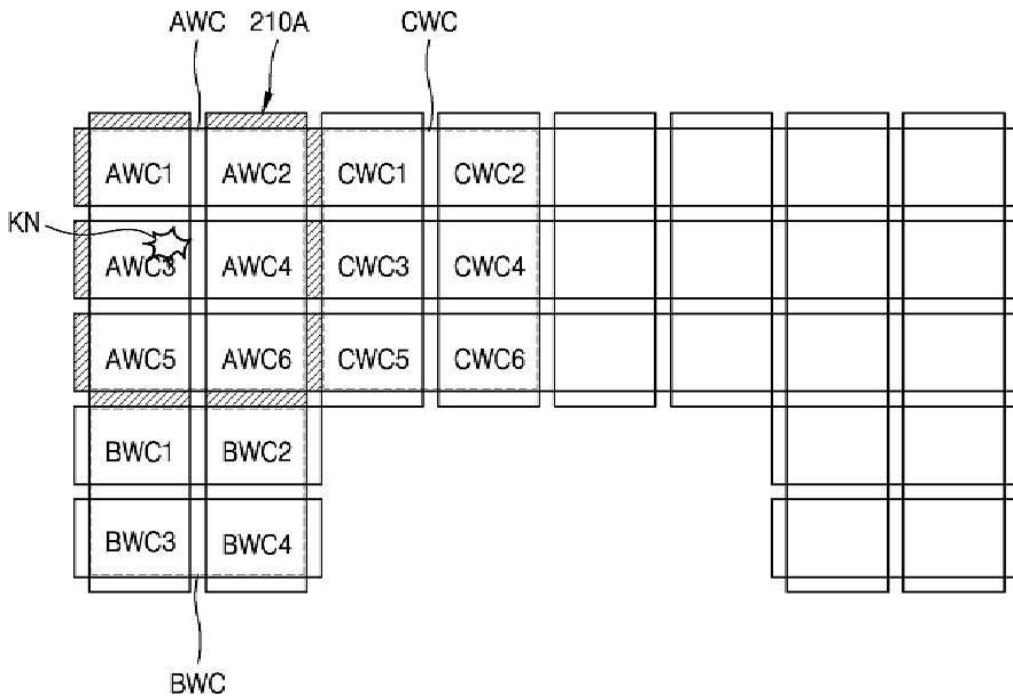 AWC 210A CWC
AWC1 AWC2 CWC1 CWC2
KN
AWC3 AWC4 CWC3 CWC4
AWC5 AWC6 CWC5 CWC6
BWC1 BWC2
BWC3 BWC4
BWC